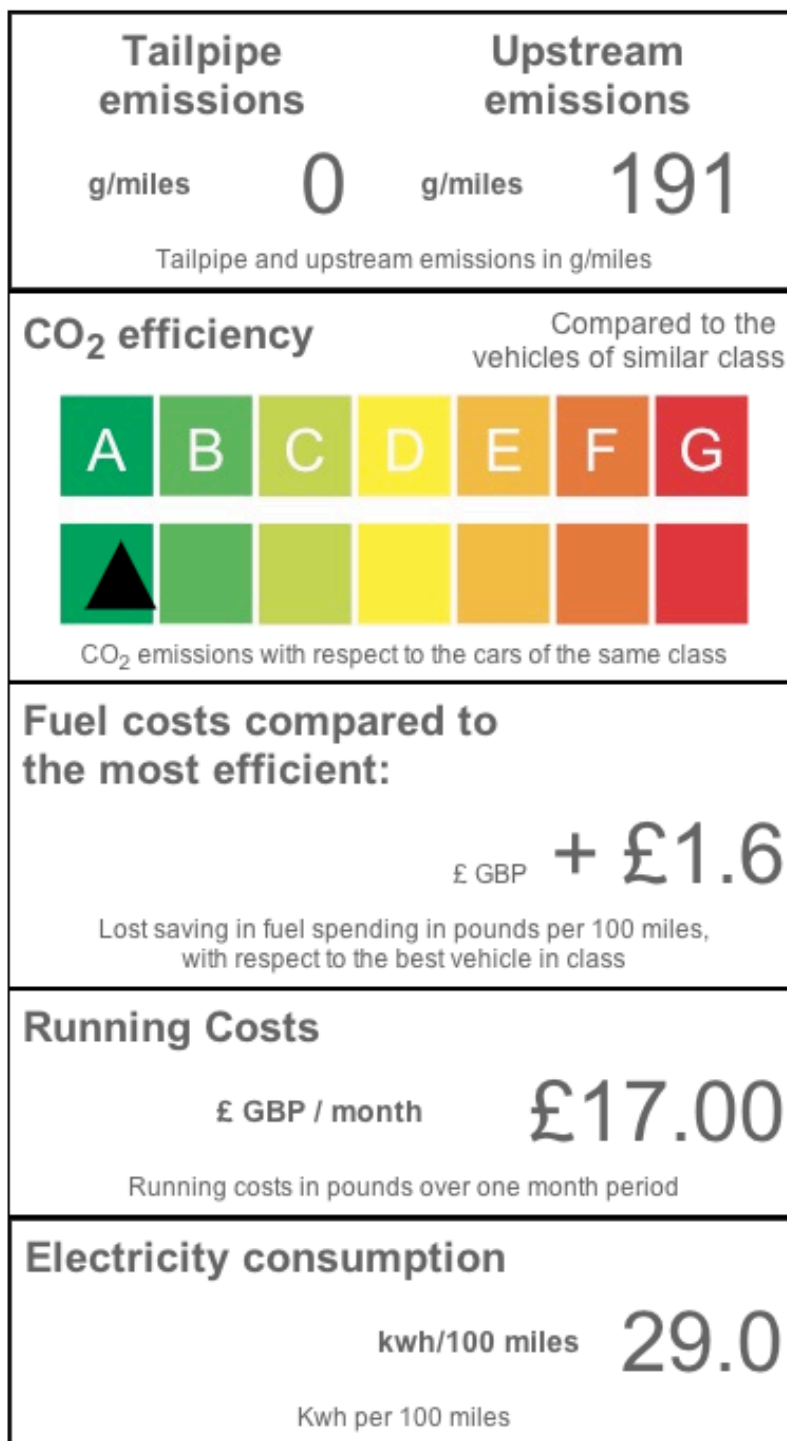 Tailpipe emissions
Upstream emissions
g/miles 0 g/miles 191
Tailpipe and upstream emissions in g/miles
CO₂ efficiency
Compared to the
vehicles of similar class
A B C D E F G
CO₂ emissions with respect to the cars of the same class
Fuel costs compared to
the most efficient:
£ GBP + £1.6
Lost saving in fuel spending in pounds per 100 miles,
with respect to the best vehicle in class
Running Costs
£ GBP / month £17.00
Running costs in pounds over one month period
Electricity consumption
kwh/100 miles 29.0
Kwh per 100 miles